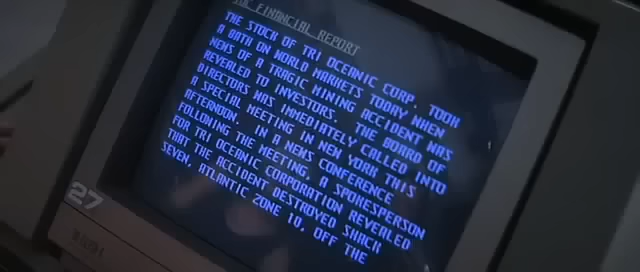 THE FINANCIAL REPORT
THE STOCK OF TRI OCEANIC CORP. TOOK
A BATH ON WORLD MARKETS TODAY WHEN
NEWS OF A TRAGIC MINING ACCIDENT WAS
REVEALED TO INVESTORS. THE BOARD OF
DIRECTORS WAS IMMEDIATELY CALLED INTO
A SPECIAL MEETING IN NEW YORK THIS
AFTERNOON. IN A NEWS CONFERENCE
FOLLOWING THE MEETING, A SPOKESPERSON
FOR TRI OCEANIC CORPORATION REVEALED
THAT THE ACCIDENT DESTROYED SHACK
SEVEN, ATLANTIC ZONE 10, OFF THE
27